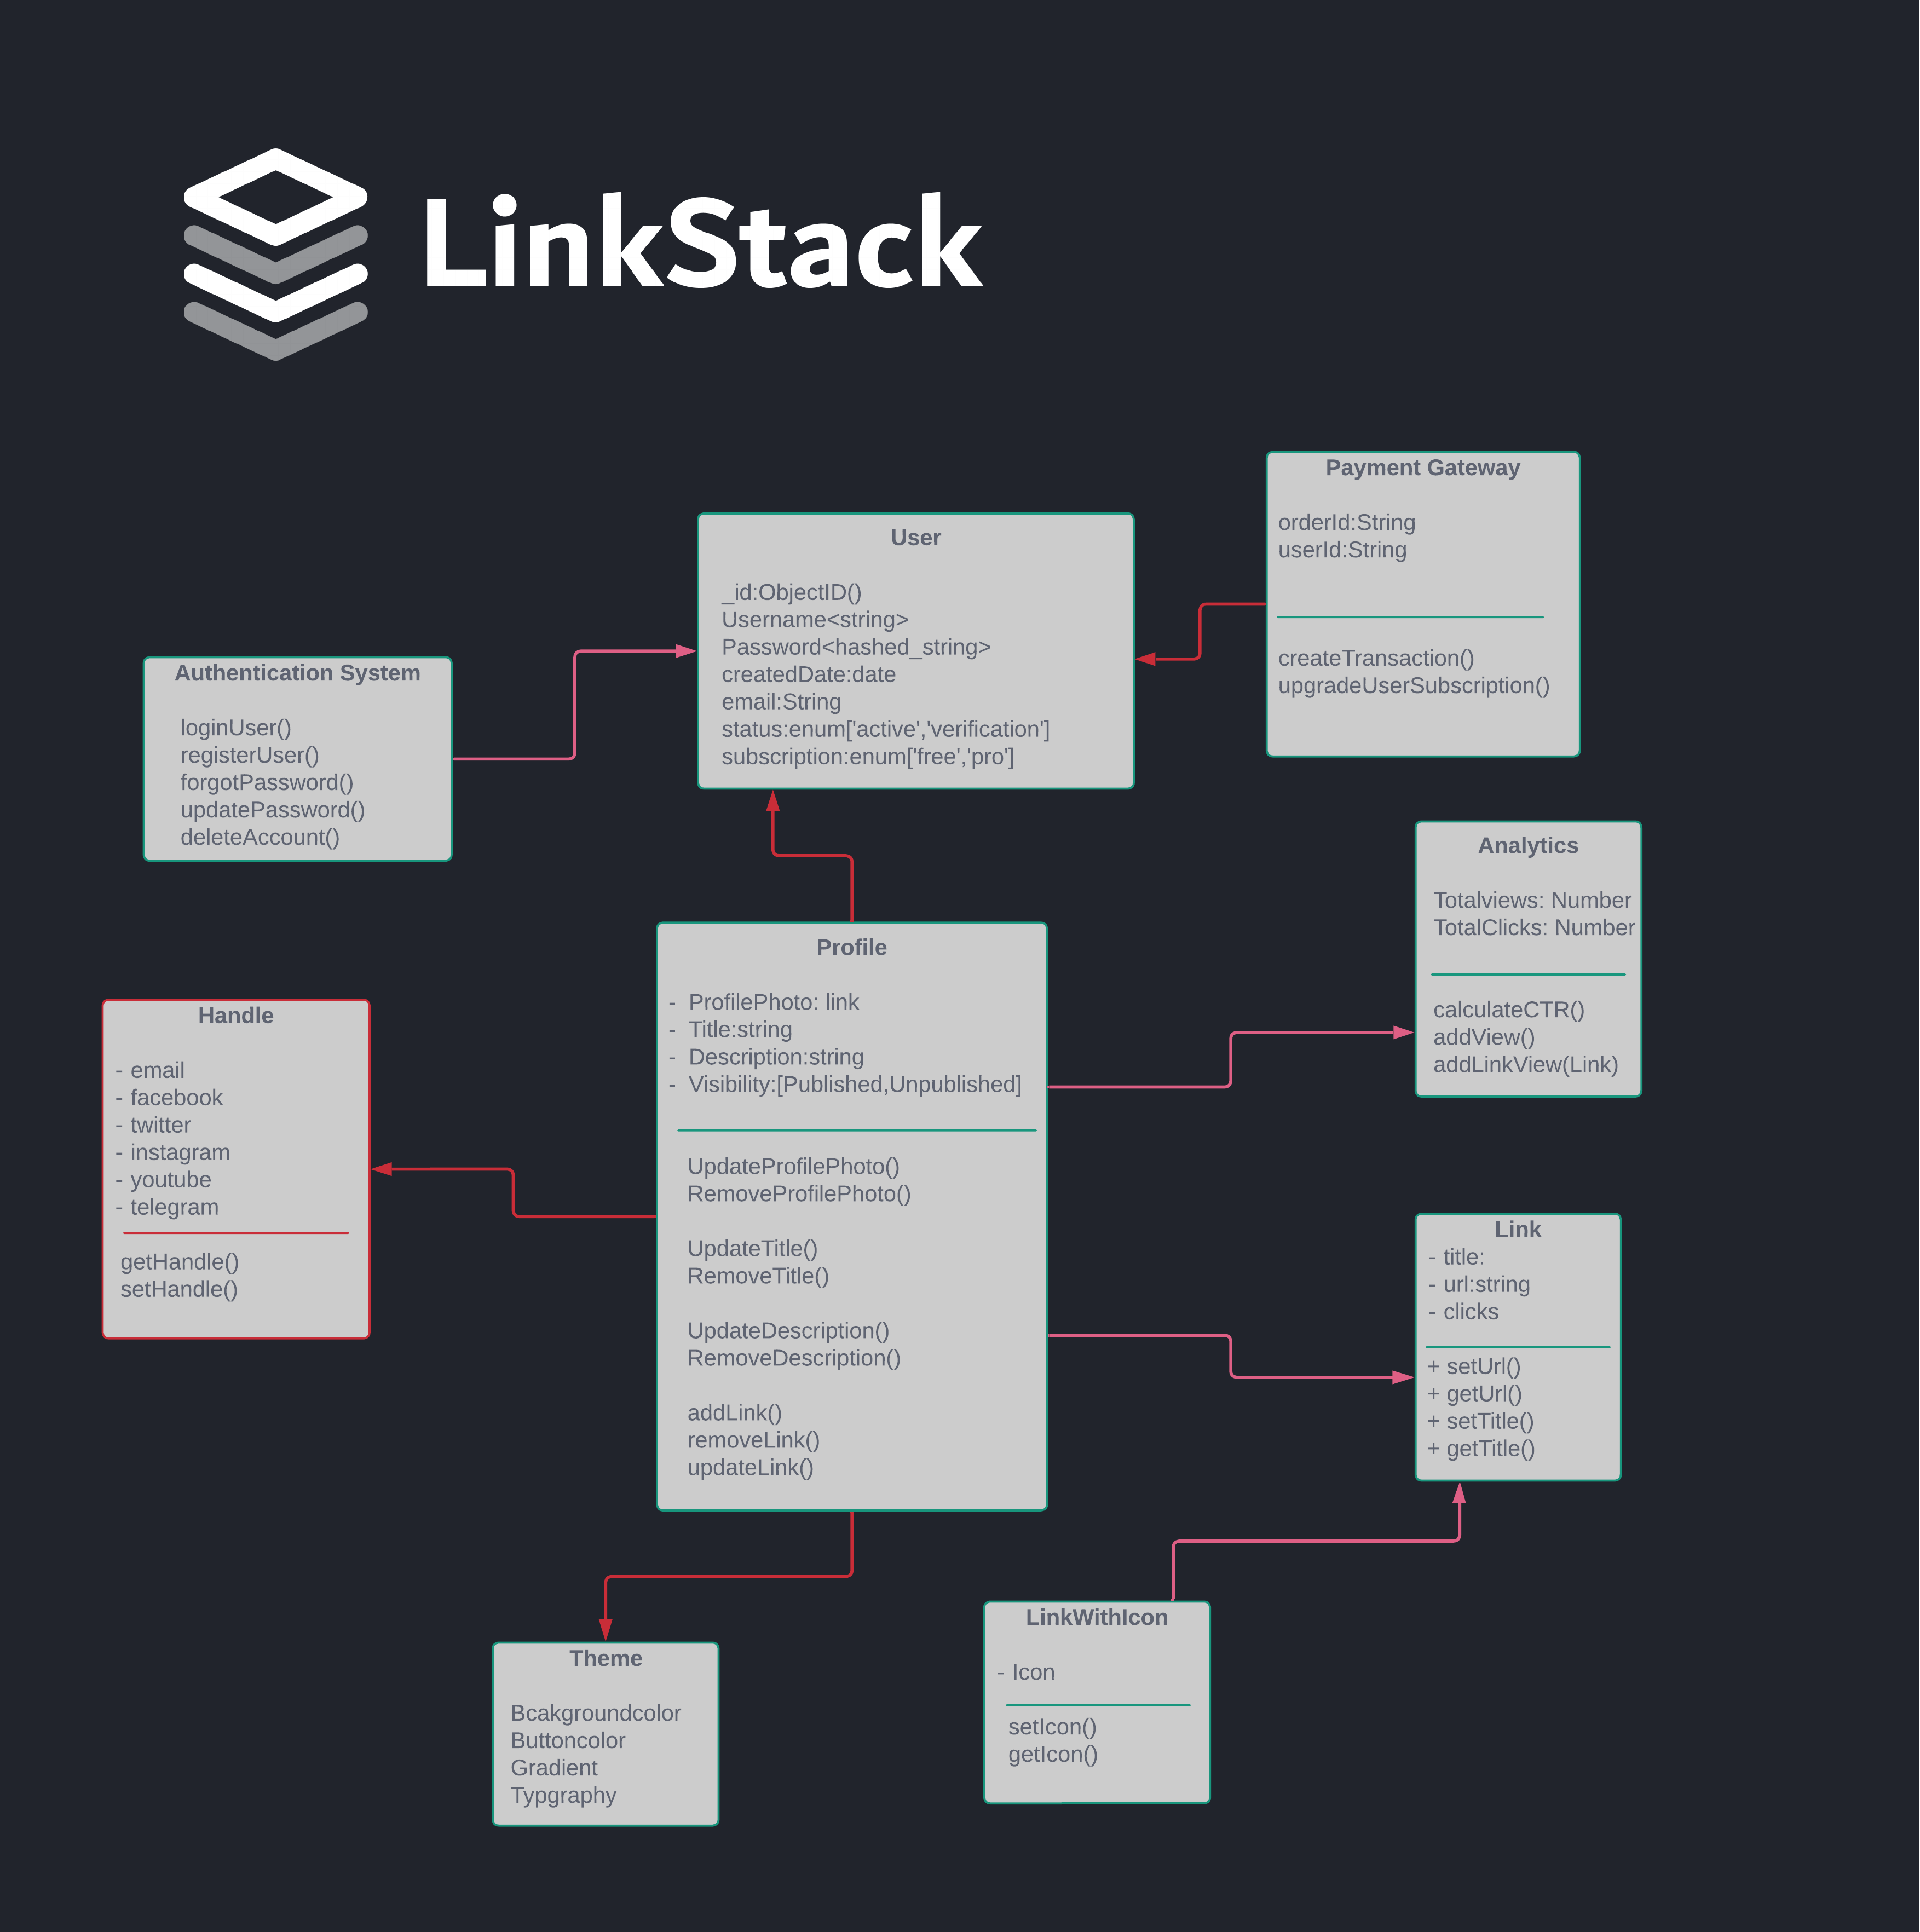 LinkStack
Payment Gateway
orderId:String
userId:String
createTransaction()
upgradeUserSubscription()
User
_id:ObjectID()
Username<string>
Password<hashed_string>
createdDate:date
email:String
status:enum['active','verification']
subscription:enum['free','pro']
Authentication System
loginUser()
registerUser()
forgotPassword()
updatePassword()
deleteAccount()
Analytics
Totalviews: Number
TotalClicks: Number
calculateCTR()
addView()
addLinkView(Link)
Profile
- ProfilePhoto: link
- Title:string
- Description:string
- Visibility:[Published,Unpublished]
UpdateProfilePhoto()
RemoveProfilePhoto()
UpdateTitle()
RemoveTitle()
UpdateDescription()
RemoveDescription()
addLink()
removeLink()
updateLink()
Handle
- email
- facebook
- twitter
- instagram
- youtube
- telegram
getHandle()
setHandle()
Link
- title:
- url:string
- clicks
+ setUrl()
+ getUrl()
+ setTitle()
+ getTitle()
LinkWithIcon
- Icon
setIcon()
getIcon()
Theme
Bcakgroundcolor
Buttoncolor
Gradient
Typgraphy